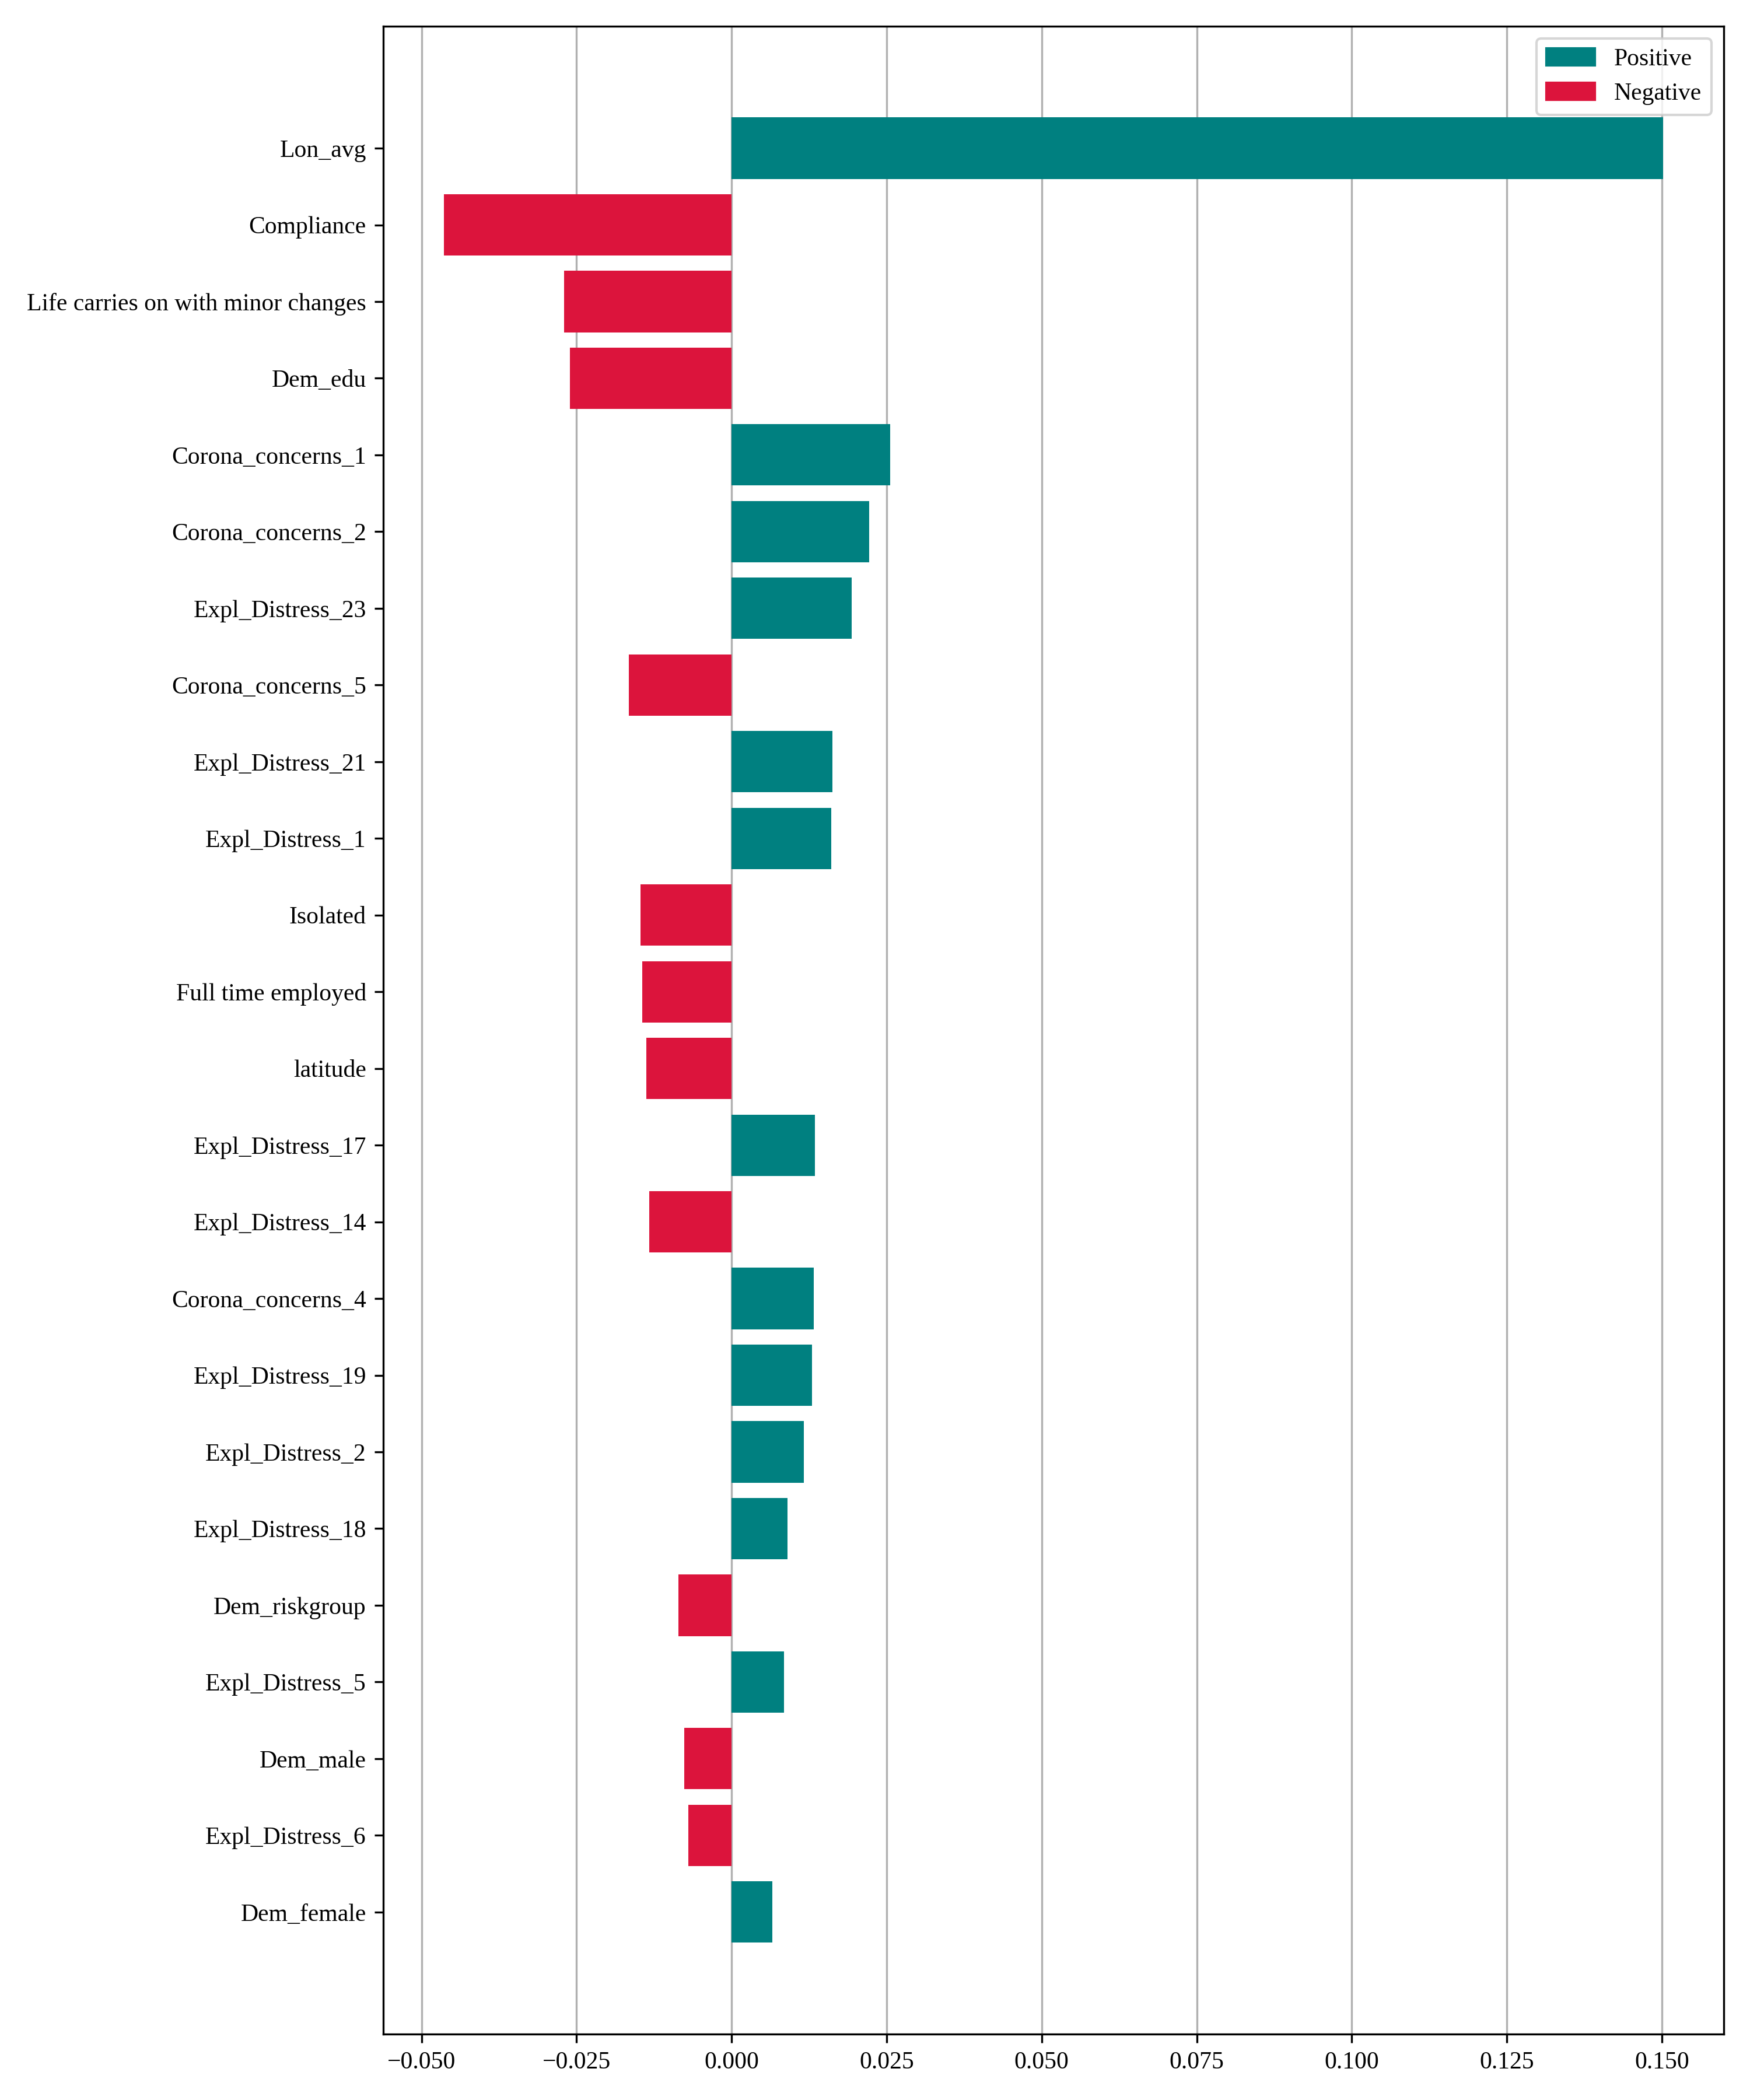 Positive
Negative
Lon_avg
Compliance
Life carries on with minor changes
Dem_edu
Corona_concerns_1
Corona_concerns_2
Expl_Distress_23
Corona_concerns_5
Expl_Distress_21
Expl_Distress_1
Isolated
Full time employed
latitude
Expl_Distress_17
Expl_Distress_14
Corona_concerns_4
Expl_Distress_19
Expl_Distress_2
Expl_Distress_18
Dem_riskgroup
Expl_Distress_5
Dem_male
Expl_Distress_6
Dem_female
−0.050 −0.025 0.000 0.025 0.050 0.075 0.100 0.125 0.150